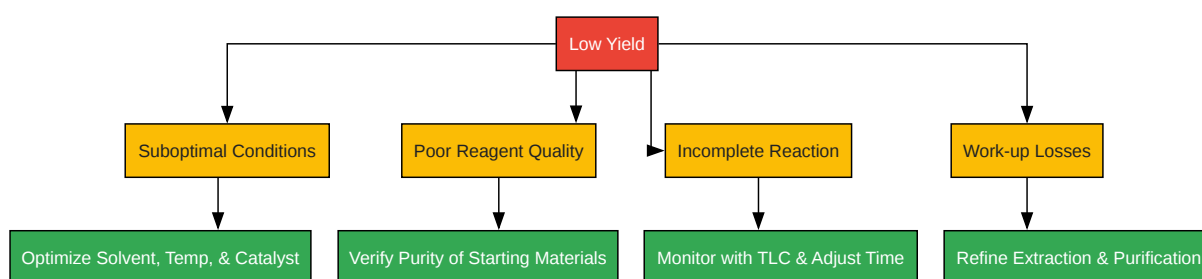 Low Yield
Suboptimal Conditions
Poor Reagent Quality
Incomplete Reaction
Work-up Losses
Optimize Solvent, Temp, & Catalyst
Verify Purity of Starting Materials
Monitor with TLC & Adjust Time
Refine Extraction & Purification